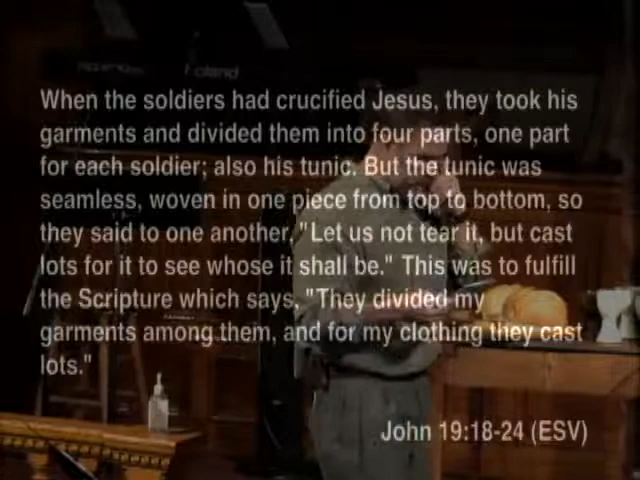 Roland
When the soldiers had crucified Jesus, they took his
garments and divided them into four parts, one part
for each soldier; also his tunic. But the tunic was
seamless, woven in one piece from top to bottom, so
they said to one another, "Let us not tear it, but cast
lots for it to see whose it shall be." This was to fulfill
the Scripture which says, "They divided my
garments among them, and for my clothing they cast
lots."
John 19:18-24 (ESV)